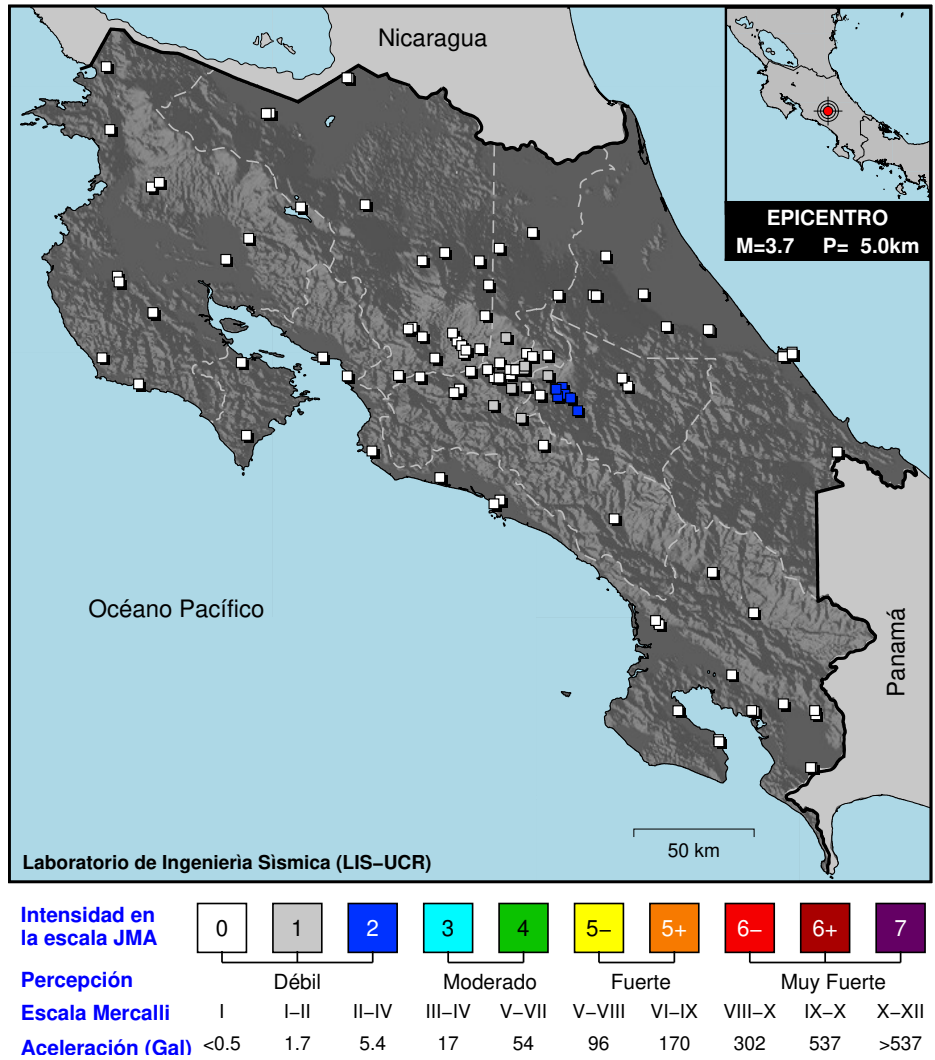 Nicaragua
EPICENTRO
M=3.7 P= 5.0km
Océano Pacífico
Panamá
50 km
Laboratorio de Ingenierìa Sìsmica (LIS−UCR)
Intensidad en
la escala JMA
0 1 2 3 4 5− 5+ 6− 6+ 7
Percepción Débil Moderado Fuerte Muy Fuerte
Escala Mercalli I I−II II−IV III−IV V−VII V−VIII VI−IX VIII−X IX−X X−XII
Aceleración (Gal) <0.5 1.7 5.4 17 54 96 170 302 537 >537